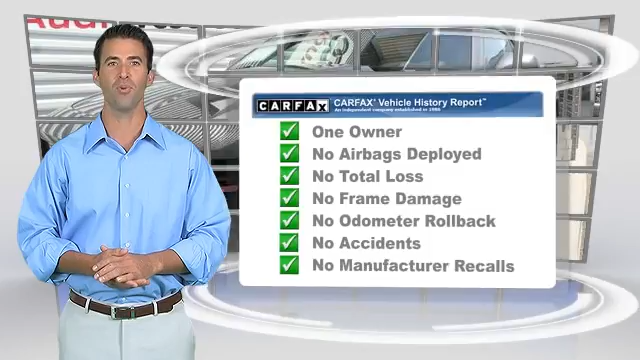 Audi
CARFAX CARFAX Vehicle History Report™
An independent company established in 1986
One Owner
No Airbags Deployed
No Total Loss
No Frame Damage
No Odometer Rollback
No Accidents
No Manufacturer Recalls